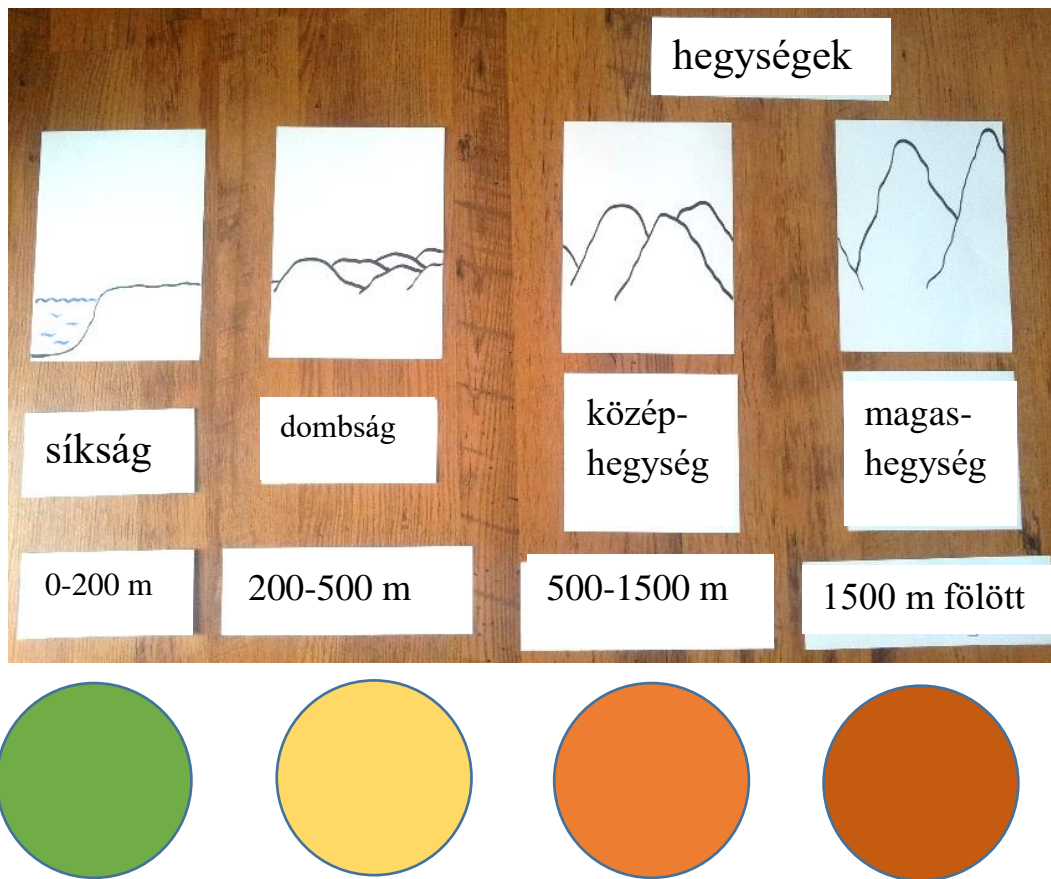 hegységek
síkság
dombság
közép-
hegység
magas-
hegység
0-200 m
200-500 m
500-1500 m
1500 m fölött